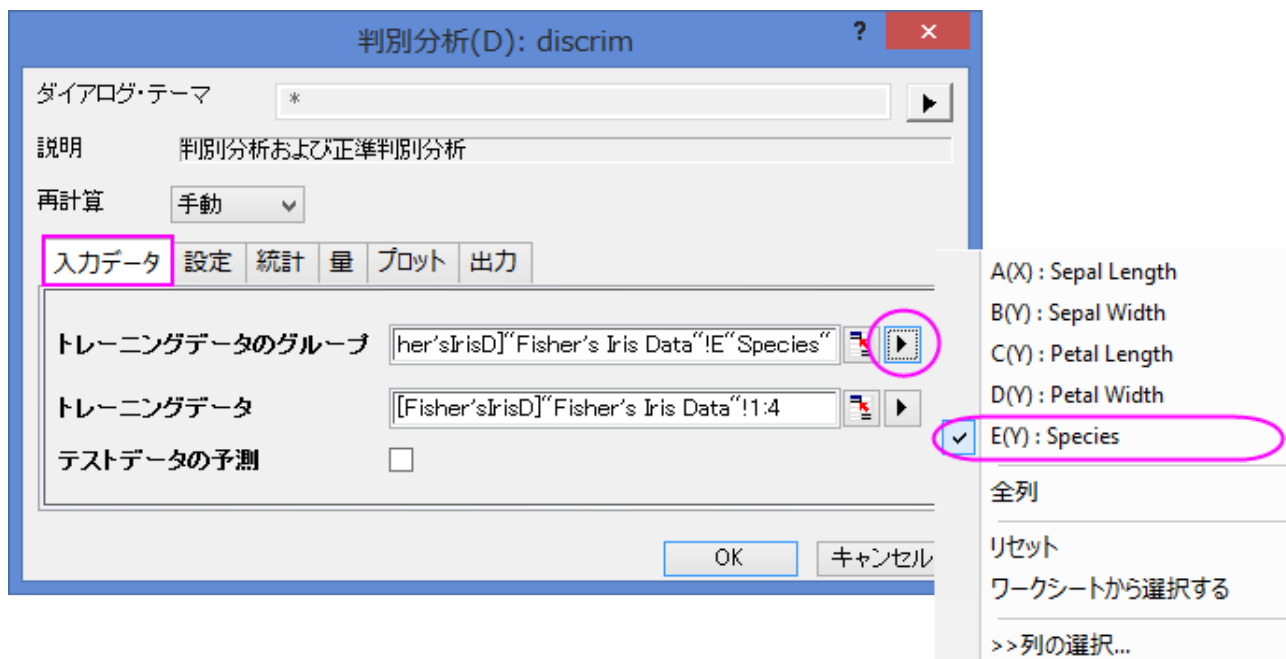 判別分析(D): discrim
?
×
ダイアログ・テーマ
*
説明
判別分析および正準判別分析
再計算
手動
入力データ 設定 統計 量 プロット 出力
トレーニングデータのグループ
her'sIrisD]"Fisher's Iris Data"!E"Species"
トレーニングデータ
[Fisher'sIrisD]"Fisher's Iris Data"!1:4
テストデータの予測
OK
キャンセル
A(X) : Sepal Length
B(Y) : Sepal Width
C(Y) : Petal Length
D(Y) : Petal Width
E(Y) : Species
全列
リセット
ワークシートから選択する
>>列の選択...